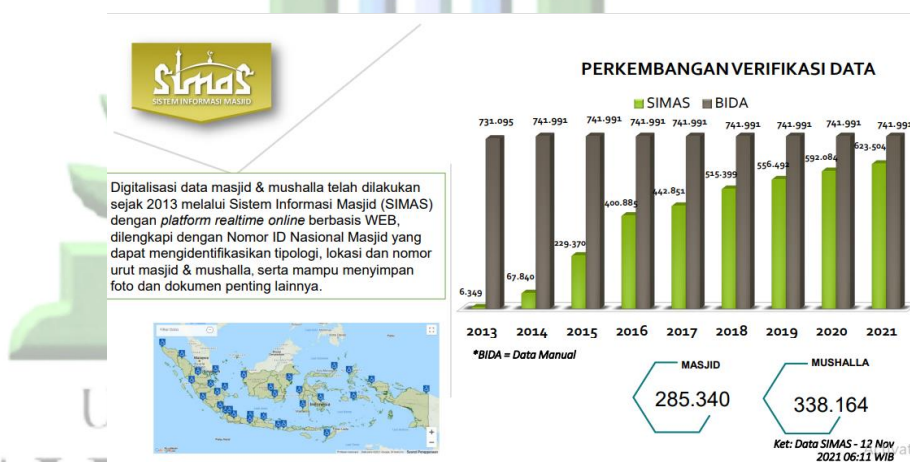 SimaS
SISTEM INFORMASI MASJID
Digitalisasi data masjid & mushalla telah dilakukan
sejak 2013 melalui Sistem Informasi Masjid (SIMAS)
dengan platform realtime online berbasis WEB,
dilengkapi dengan Nomor ID Nasional Masjid yang
dapat mengidentifikasikan tipologi, lokasi dan nomor
urut masjid & mushalla, serta mampu menyimpan
foto dan dokumen penting lainnya.
PERKEMBANGAN VERIFIKASI DATA
SIMAS BIDA
731.095 741.991 741.991 741.991 741.991 741.991 741.991 741.991 741.991
6.349 67.840 229.370 400.885 442.851 515.399 556.492 592.084 623.504
2013 2014 2015 2016 2017 2018 2019 2020 2021
*BIDA = Data Manual
MASJID
285.340
MUSHALLA
338.164
Ket: Data SIMAS - 12 Nov
2021 06:11 WIB